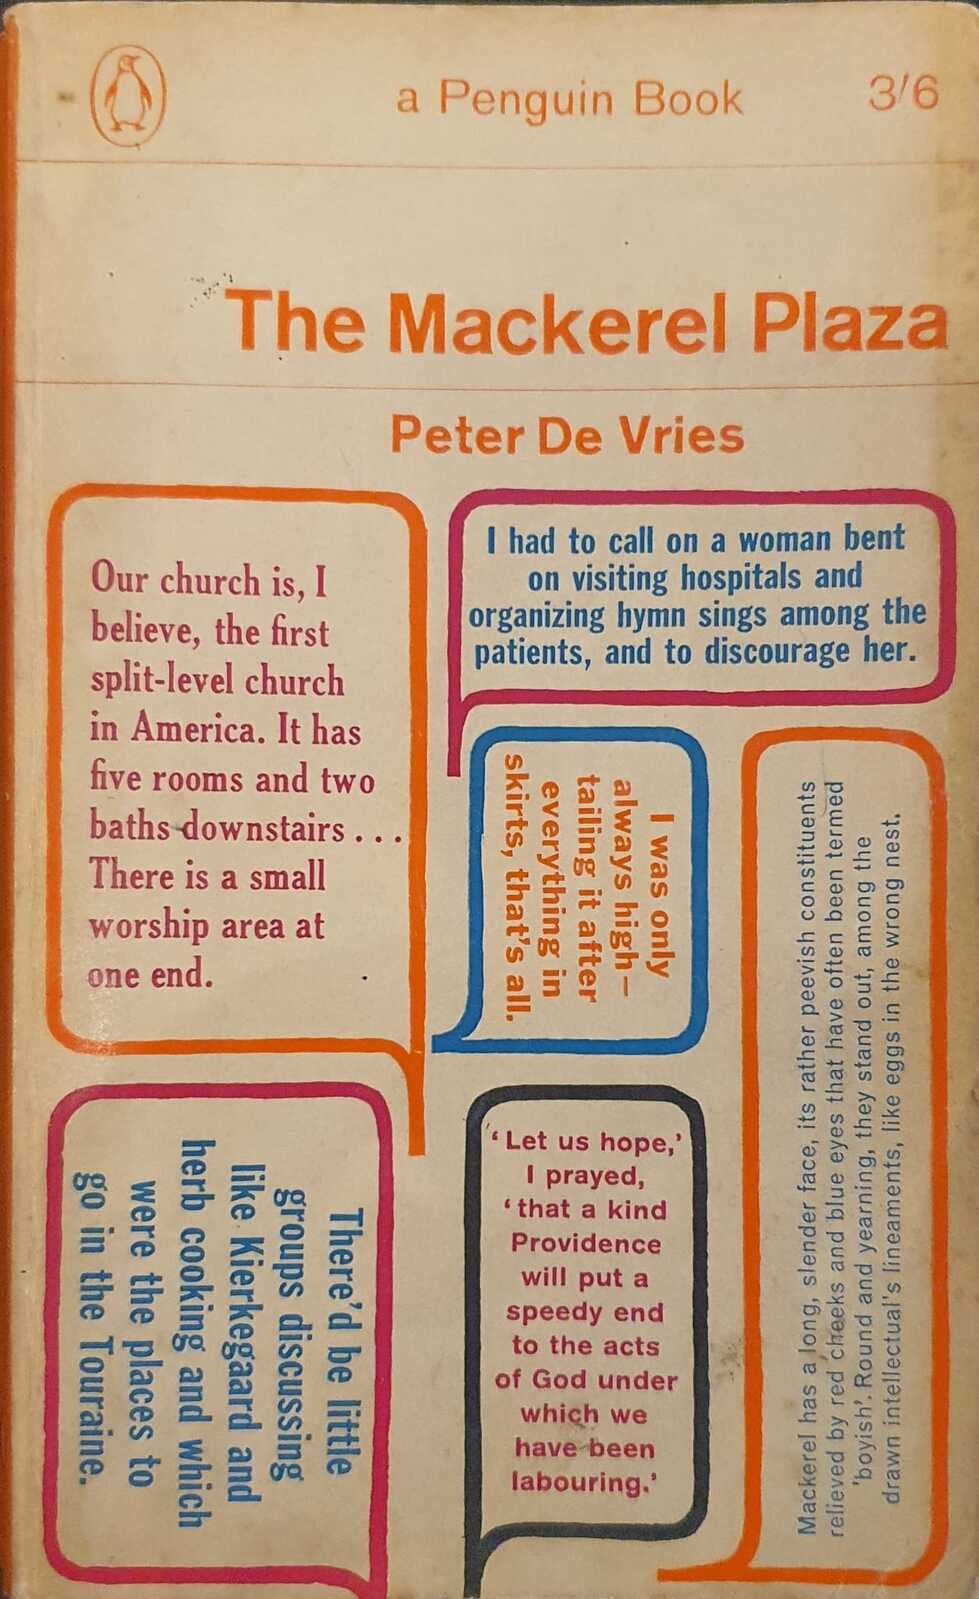 a Penguin Book
3/6
The Mackerel Plaza
Peter De Vries
Our church is, I
believe, the first
split-level church
in America. It has
five rooms and two
baths downstairs . . .
There is a small
worship area at
one end.
I had to call on a woman bent
on visiting hospitals and
organizing hymn sings among the
patients, and to discourage her.
I was only
always high-
tailing it after
everything in
skirts, that's all.
Mackerel has a long, slender face, its rather peevish constituents
relieved by red cheeks and blue eyes that have often been termed
'boyish'. Round and yearning, they stand out, among the
drawn intellectual's lineaments, like eggs in the wrong nest.
There'd be little
groups discussing
like Kierkegaard and
herb cooking and which
were the places to
go in the Touraine.
'Let us hope,'
I prayed,
'that a kind
Providence
will put a
speedy end
to the acts
of God under
which we
have been
labouring.'